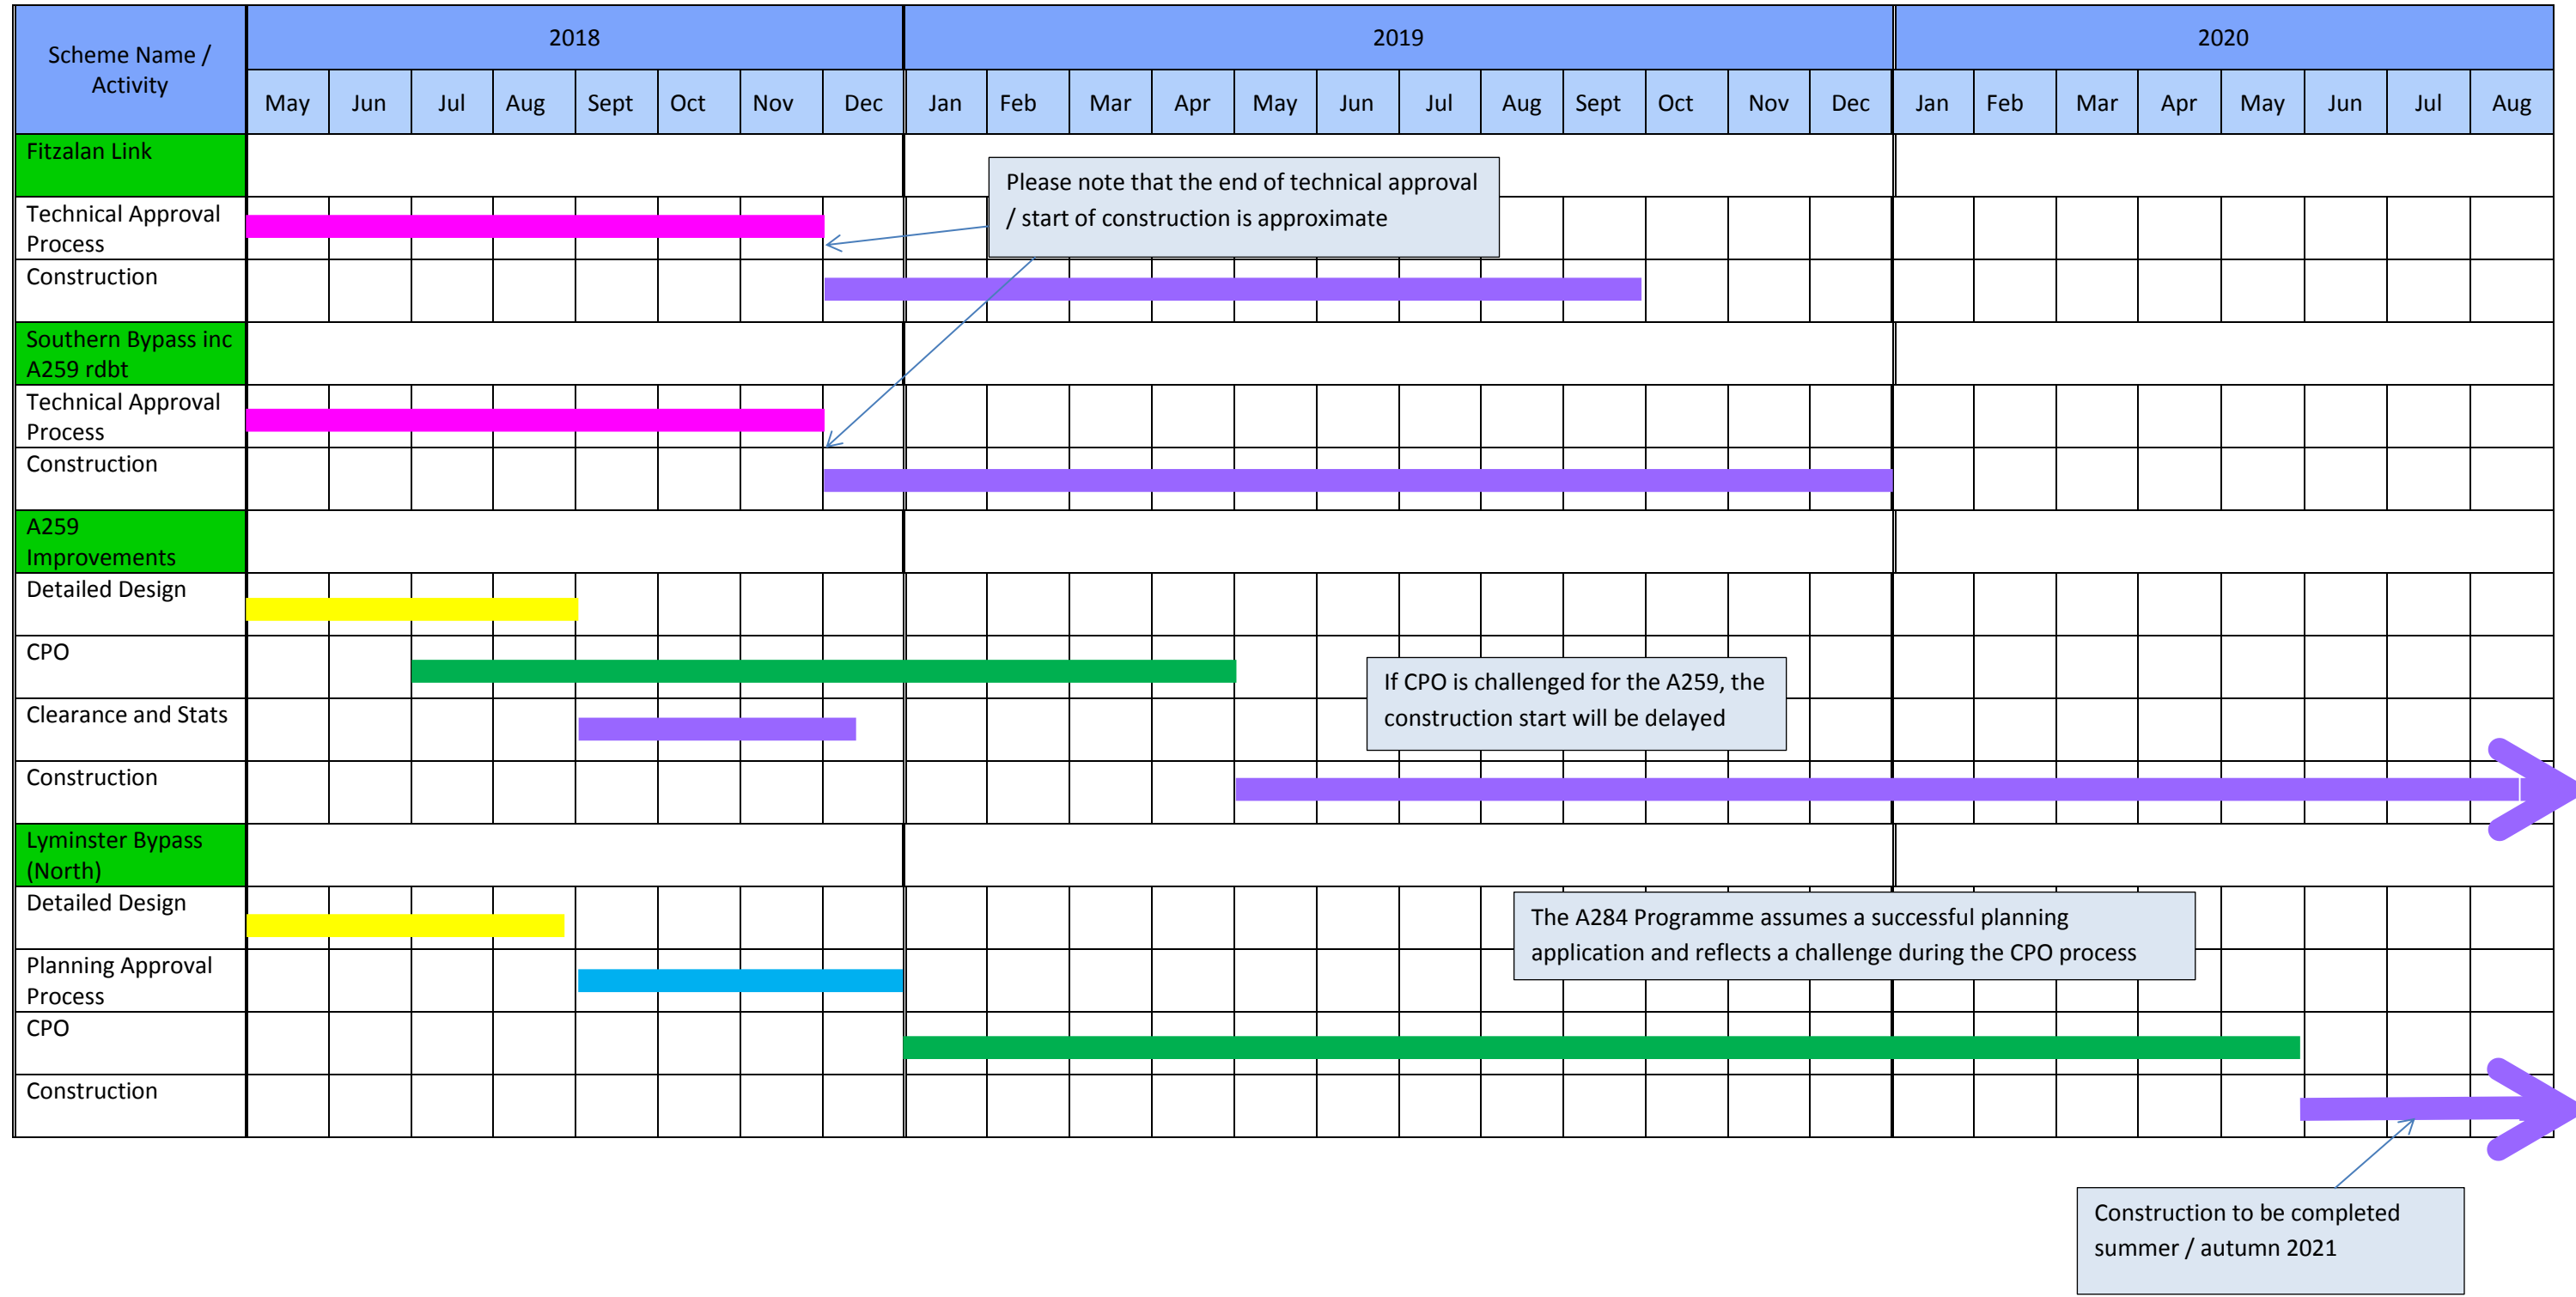 Scheme Name /
Activity
2018
2019
2020
May Jun Jul Aug Sept Oct Nov Dec Jan Feb Mar Apr May Jun Jul Aug Sept Oct Nov Dec Jan Feb Mar Apr May Jun Jul Aug
Fitzalan Link
Please note that the end of technical approval
/ start of construction is approximate
Technical Approval
Process
Construction
Southern Bypass inc
A259 rdbt
Technical Approval
Process
Construction
A259
Improvements
Detailed Design
CPO
If CPO is challenged for the A259, the
construction start will be delayed
Clearance and Stats
Construction
Lyminster Bypass
(North)
Detailed Design
The A284 Programme assumes a successful planning
application and reflects a challenge during the CPO process
Planning Approval
Process
CPO
Construction
Construction to be completed
summer / autumn 2021